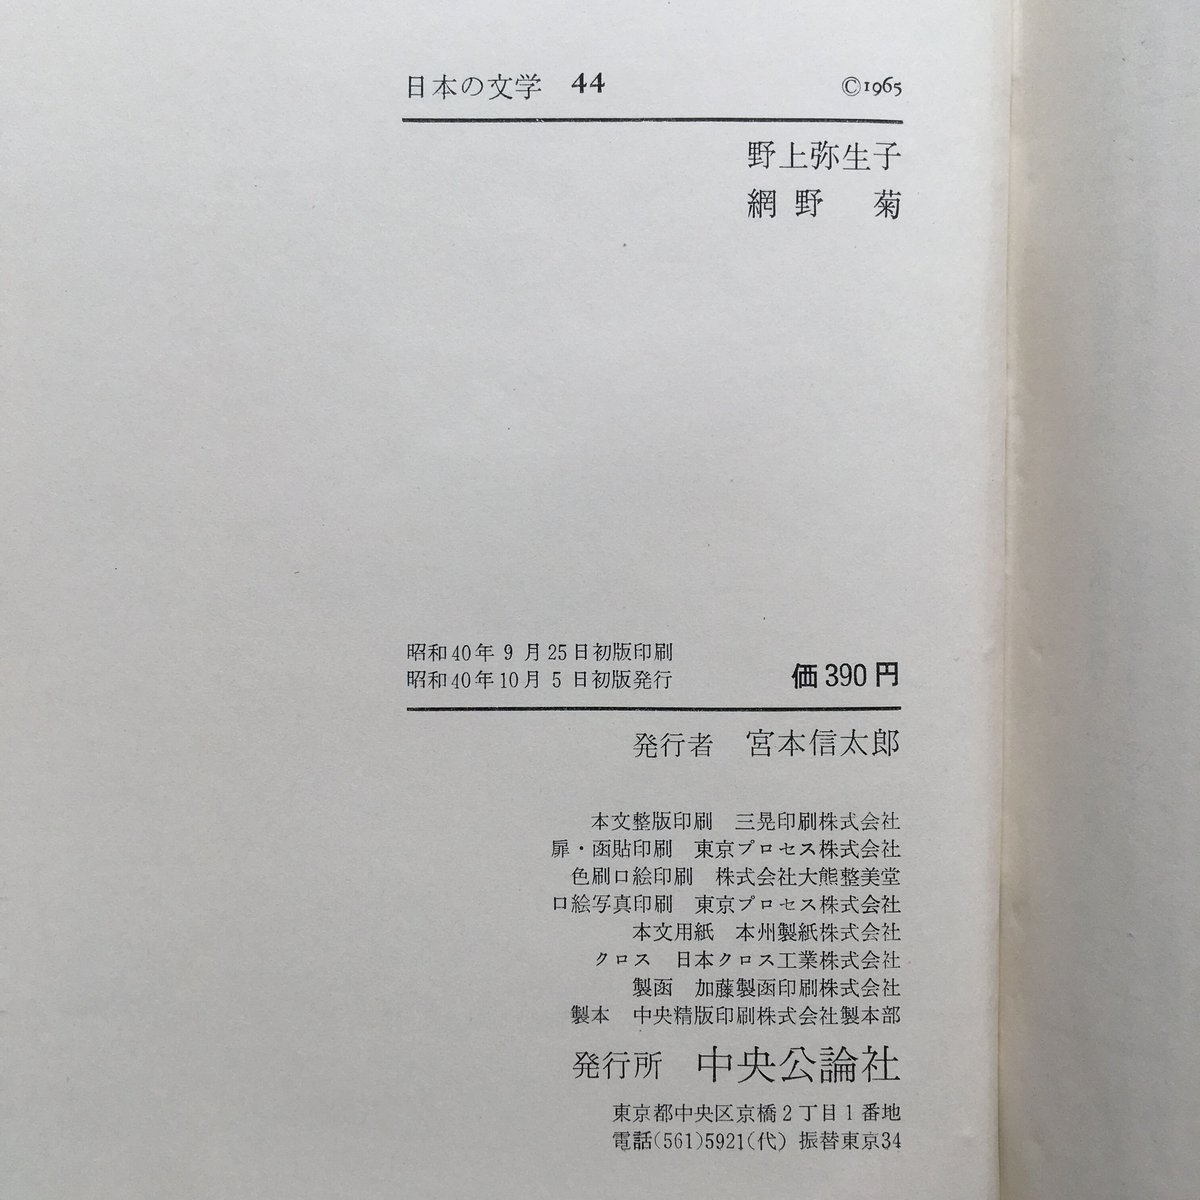 日本の文学 44 ©1965
野上弥生子
網野 菊
昭和40年9月25日初版印刷
昭和40年10月5日初版発行
価390円
発行者 宮本信太郎
本文整版印刷 三晃印刷株式会社
扉・函貼印刷 東京プロセス株式会社
色刷口絵印刷 株式会社大熊整美堂
口絵写真印刷 東京プロセス株式会社
本文用紙 本州製紙株式会社
クロス 日本クロス工業株式会社
製函 加藤製函印刷株式会社
製本 中央精版印刷株式会社製本部
発行所 中央公論社
東京都中央区京橋2丁目1番地
電話(561)5921(代) 振替東京34